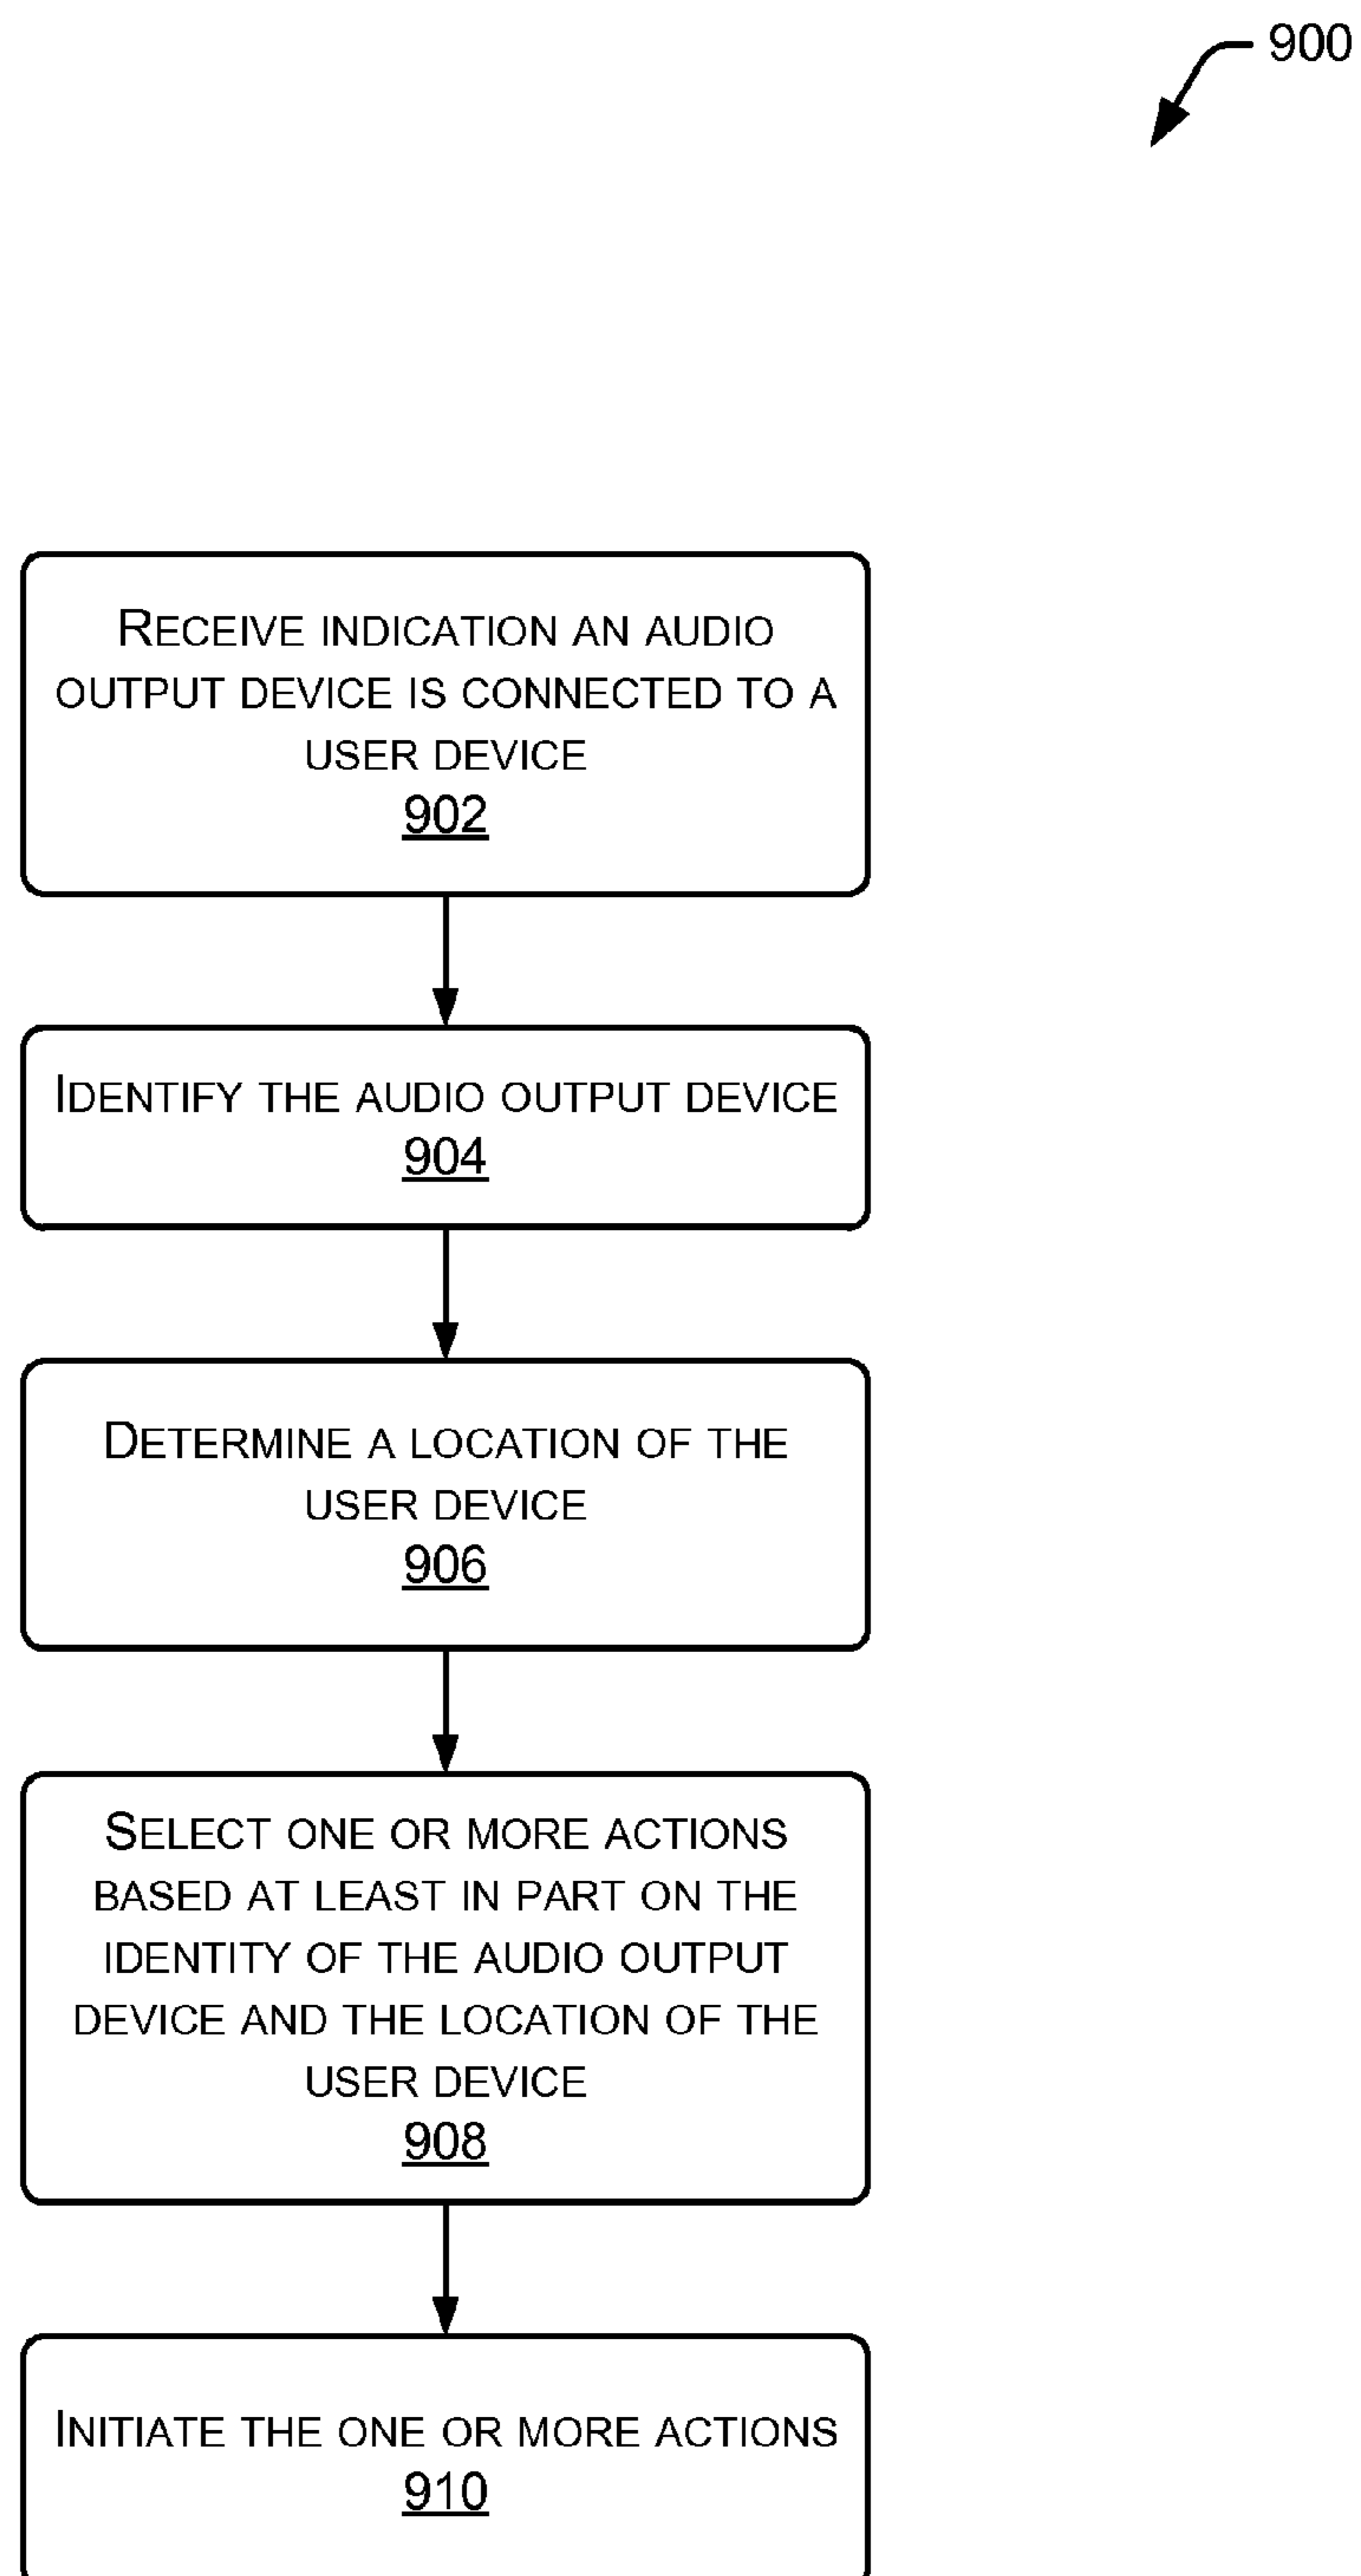 900
RECEIVE INDICATION AN AUDIO
OUTPUT DEVICE IS CONNECTED TO A
USER DEVICE
902
IDENTIFY THE AUDIO OUTPUT DEVICE
904
DETERMINE A LOCATION OF THE
USER DEVICE
906
SELECT ONE OR MORE ACTIONS
BASED AT LEAST IN PART ON THE
IDENTITY OF THE AUDIO OUTPUT
DEVICE AND THE LOCATION OF THE
USER DEVICE
908
INITIATE THE ONE OR MORE ACTIONS
910